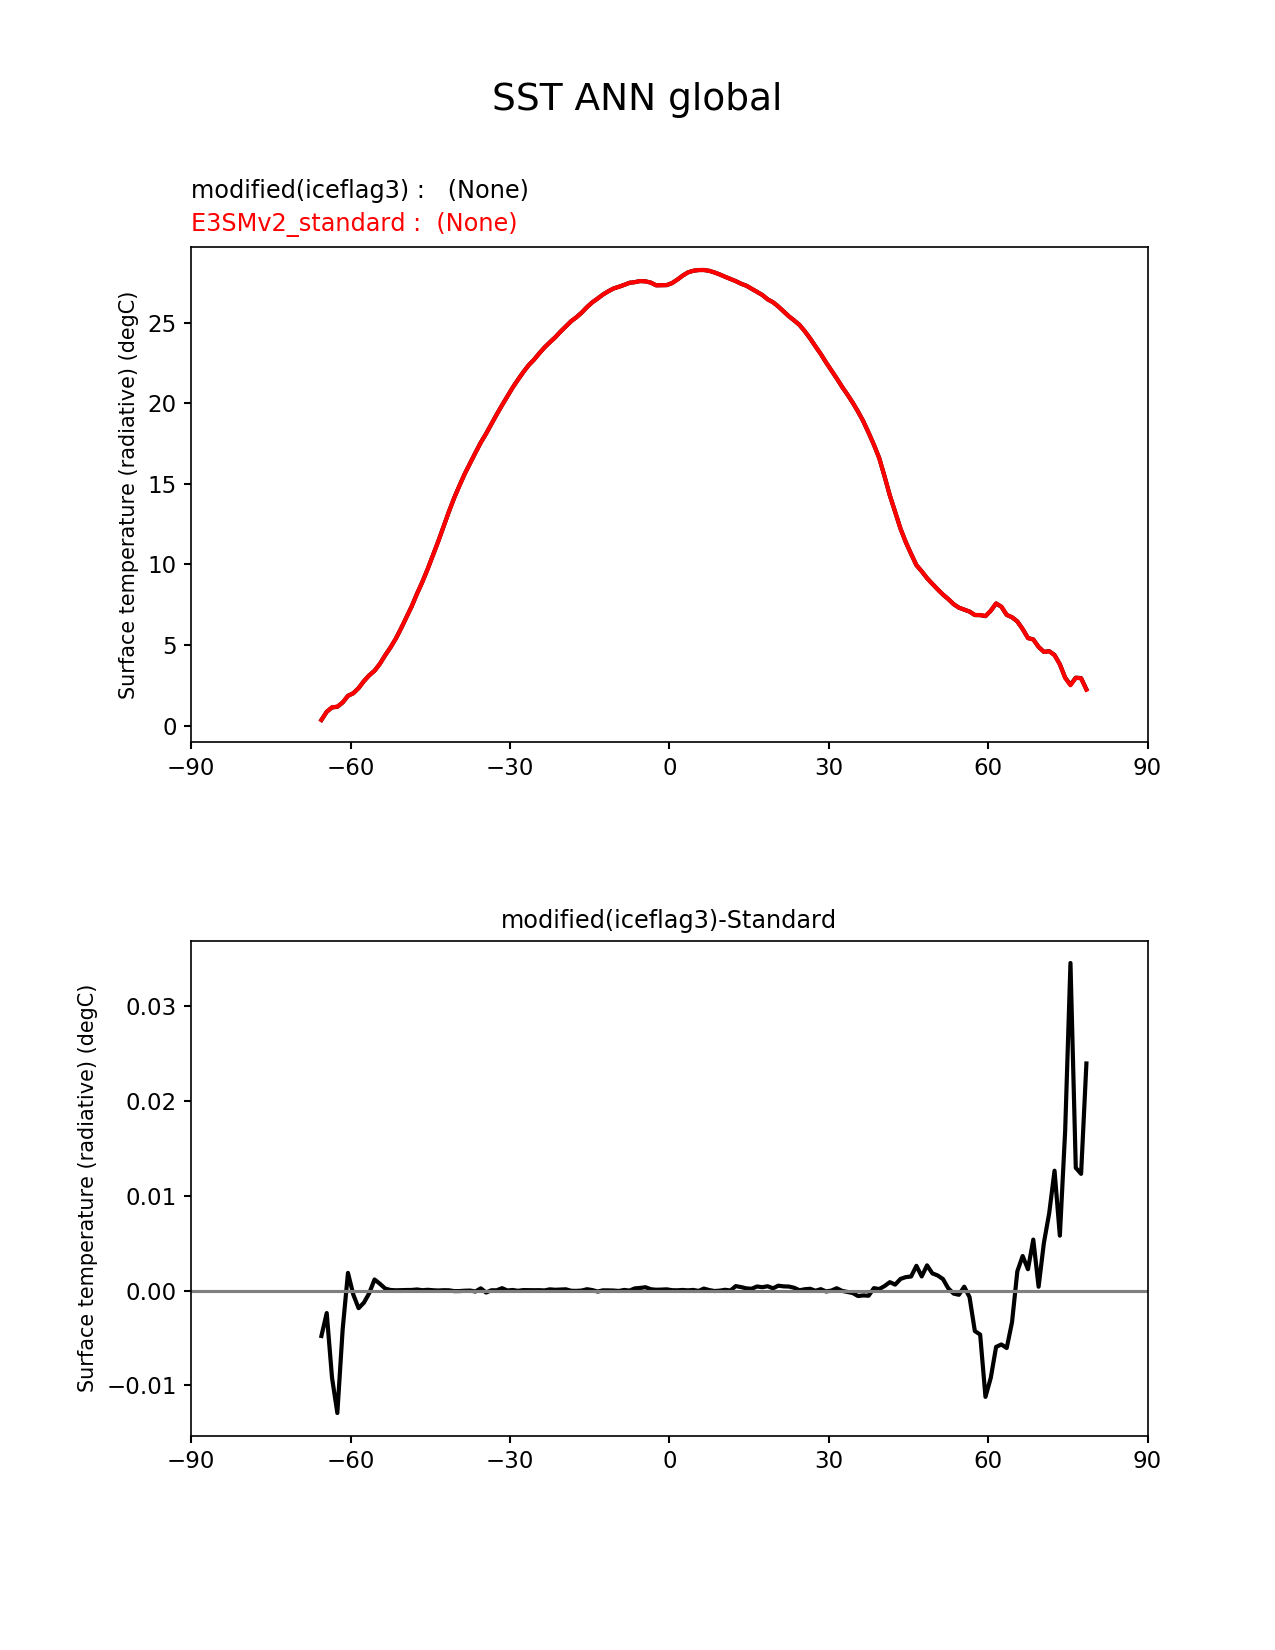 SST ANN global
modified(iceflag3) :   (None)
E3SMv2_standard :  (None)
Surface temperature (radiative) (degC)
25
20
15
10
5
0
−90 −60 −30 0 30 60 90
modified(iceflag3)-Standard
Surface temperature (radiative) (degC)
0.03
0.02
0.01
0.00
−0.01
−90 −60 −30 0 30 60 90